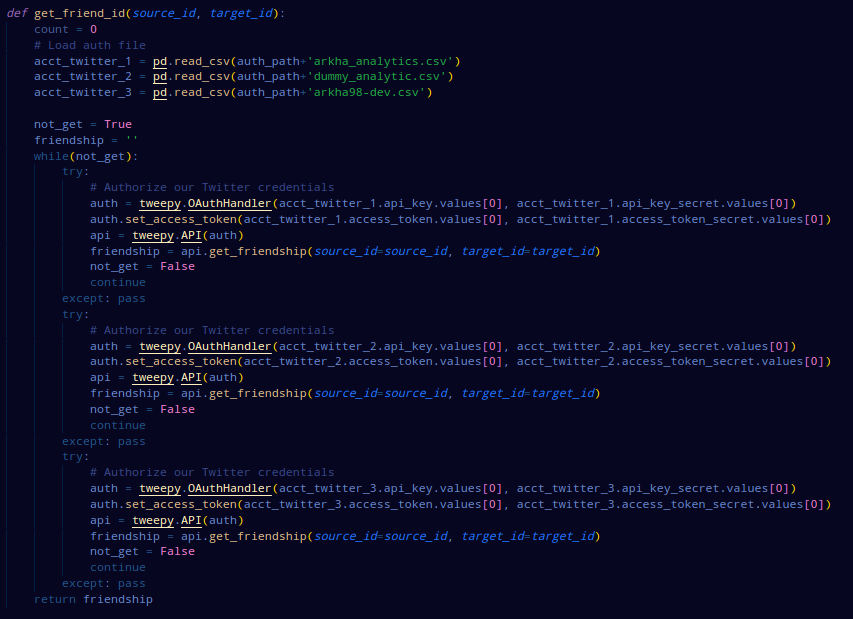 def get_friend_id(source_id, target_id):
    count = 0
    # Load auth file
    acct_twitter_1 = pd.read_csv(auth_path+'arkha_analytics.csv')
    acct_twitter_2 = pd.read_csv(auth_path+'dummy_analytic.csv')
    acct_twitter_3 = pd.read_csv(auth_path+'arkha98-dev.csv')

    not_get = True
    friendship = ''
    while(not_get):
        try:
            # Authorize our Twitter credentials
            auth = tweepy.OAuthHandler(acct_twitter_1.api_key.values[0], acct_twitter_1.api_key_secret.values[0])
            auth.set_access_token(acct_twitter_1.access_token.values[0], acct_twitter_1.access_token_secret.values[0])
            api = tweepy.API(auth)
            friendship = api.get_friendship(source_id=source_id, target_id=target_id)
            not_get = False
            continue
        except: pass
        try:
            # Authorize our Twitter credentials
            auth = tweepy.OAuthHandler(acct_twitter_2.api_key.values[0], acct_twitter_2.api_key_secret.values[0])
            auth.set_access_token(acct_twitter_2.access_token.values[0], acct_twitter_2.access_token_secret.values[0])
            api = tweepy.API(auth)
            friendship = api.get_friendship(source_id=source_id, target_id=target_id)
            not_get = False
            continue
        except: pass
        try:
            # Authorize our Twitter credentials
            auth = tweepy.OAuthHandler(acct_twitter_3.api_key.values[0], acct_twitter_3.api_key_secret.values[0])
            auth.set_access_token(acct_twitter_3.access_token.values[0], acct_twitter_3.access_token_secret.values[0])
            api = tweepy.API(auth)
            friendship = api.get_friendship(source_id=source_id, target_id=target_id)
            not_get = False
            continue
        except: pass
    return friendship